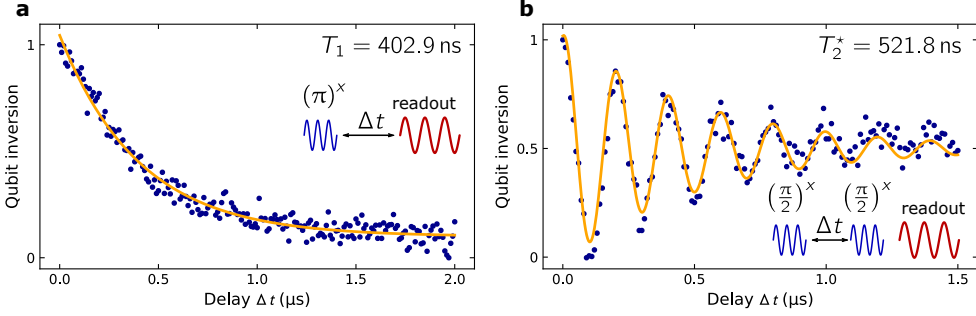 a
T₁ = 402.9 ns
(π)ˣ
Δt
readout
Qubit inversion
1
0
0.0 0.5 1.0 1.5 2.0
Delay Δ t (μs)
b
T₂⋆ = 521.8 ns
Qubit inversion
1
0.5
0
(π/2)ˣ (π/2)ˣ
Δt
readout
0.0 0.5 1.0 1.5
Delay Δ t (μs)